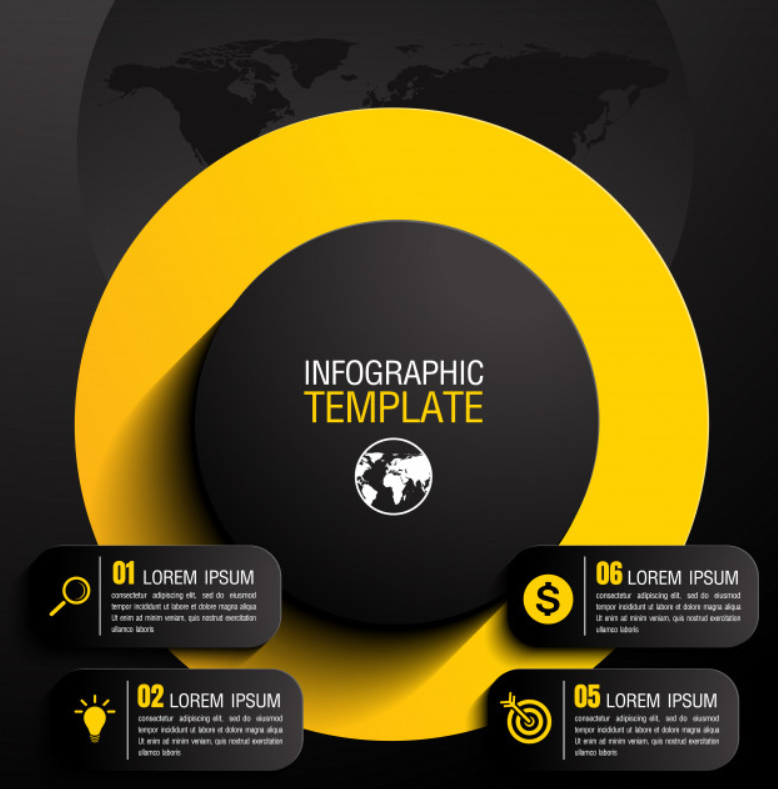 INFOGRAPHIC
TEMPLATE
01 LOREM IPSUM
consectetur adipiscing elit, sed do eiusmod
tempor incididunt ut labore et dolore magna aliqua
Ut enim ad minim veniam, quis nostrud exercitation
ullamco laboris
02 LOREM IPSUM
consectetur adipiscing elit, sed do eiusmod
tempor incididunt ut labore et dolore magna aliqua
Ut enim ad minim veniam, quis nostrud exercitation
ullamco laboris
06 LOREM IPSUM
consectetur adipiscing elit, sed do eiusmod
tempor incididunt ut labore et dolore magna aliqua
Ut enim ad minim veniam, quis nostrud exercitation
ullamco laboris
05 LOREM IPSUM
consectetur adipiscing elit, sed do eiusmod
tempor incididunt ut labore et dolore magna aliqua
Ut enim ad minim veniam, quis nostrud exercitation
ullamco laboris